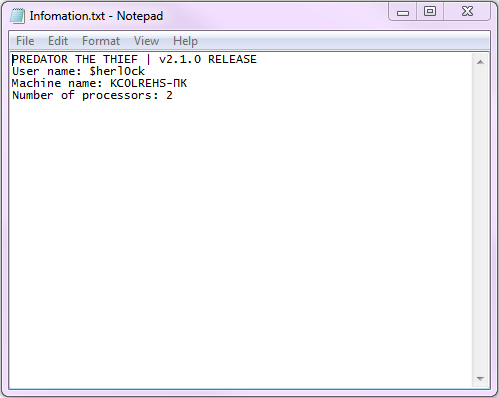 Infomation.txt - Notepad
File Edit Format View Help
PREDATOR THE THIEF | v2.1.0 RELEASE
User name: $herl0ck
Machine name: KCOLREHS-ПК
Number of processors: 2